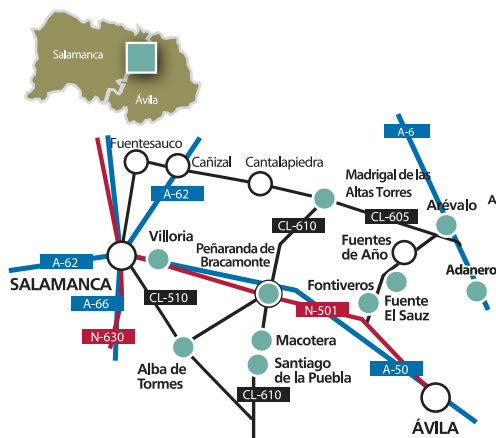 Salamanca
Ávila
A-6
Fuentesauco
Cañizal
Cantalapiedra
Madrigal de las
Altas Torres
A-62
CL-610
CL-605
Arévalo
A
Villoria
Peñaranda de
Bracamonte
Fuentes
de Año
A-62
SALAMANCA
A-66
CL-510
Adanero
Fontiveros
Fuente
El Sauz
N-501
N-630
Macotera
Alba de
Tormes
Santiago
de la Puebla
A-50
CL-610
ÁVILA